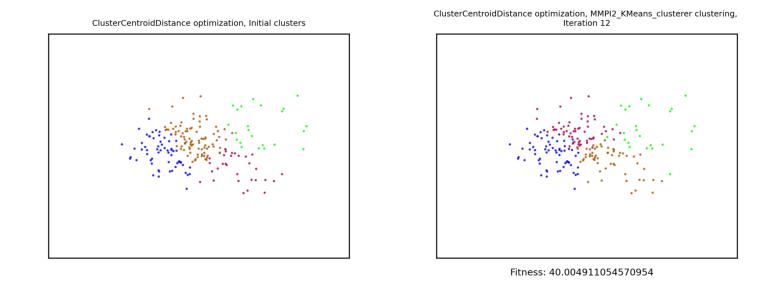 ClusterCentroidDistance optimization, Initial clusters
ClusterCentroidDistance optimization, MMPI2_KMeans_clusterer clustering,
Iteration 12
Fitness: 40.004911054570954